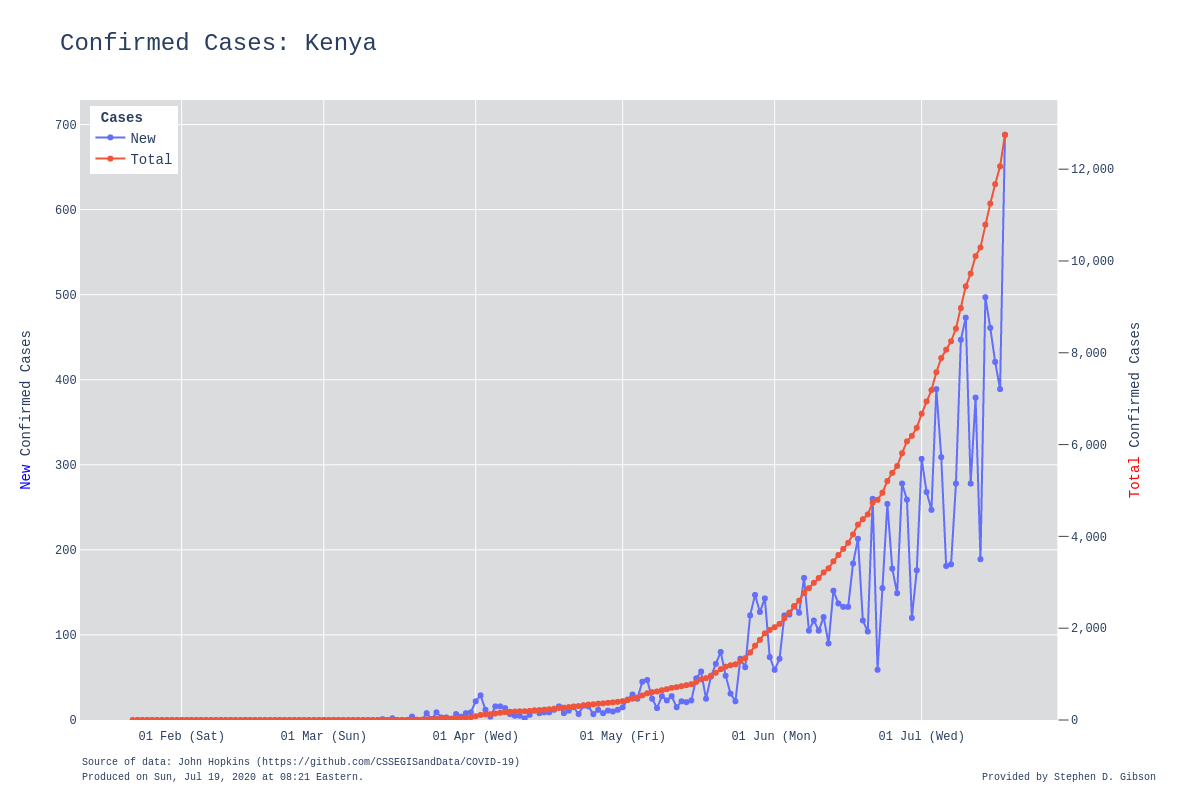 Confirmed Cases: Kenya
Cases
New
Total
700
600
500
400
300
200
100
0
12,000
10,000
8,000
6,000
4,000
2,000
0
New Confirmed Cases
Total Confirmed Cases
01 Feb (Sat)
01 Mar (Sun)
01 Apr (Wed)
01 May (Fri)
01 Jun (Mon)
01 Jul (Wed)
Source of data: John Hopkins (https://github.com/CSSEGISandData/COVID-19)
Produced on Sun, Jul 19, 2020 at 08:21 Eastern.
Provided by Stephen D. Gibson